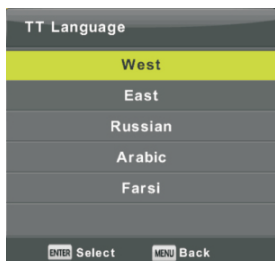 TT Language
West
East
Russian
Arabic
Farsi
ENTER Select MENU Back